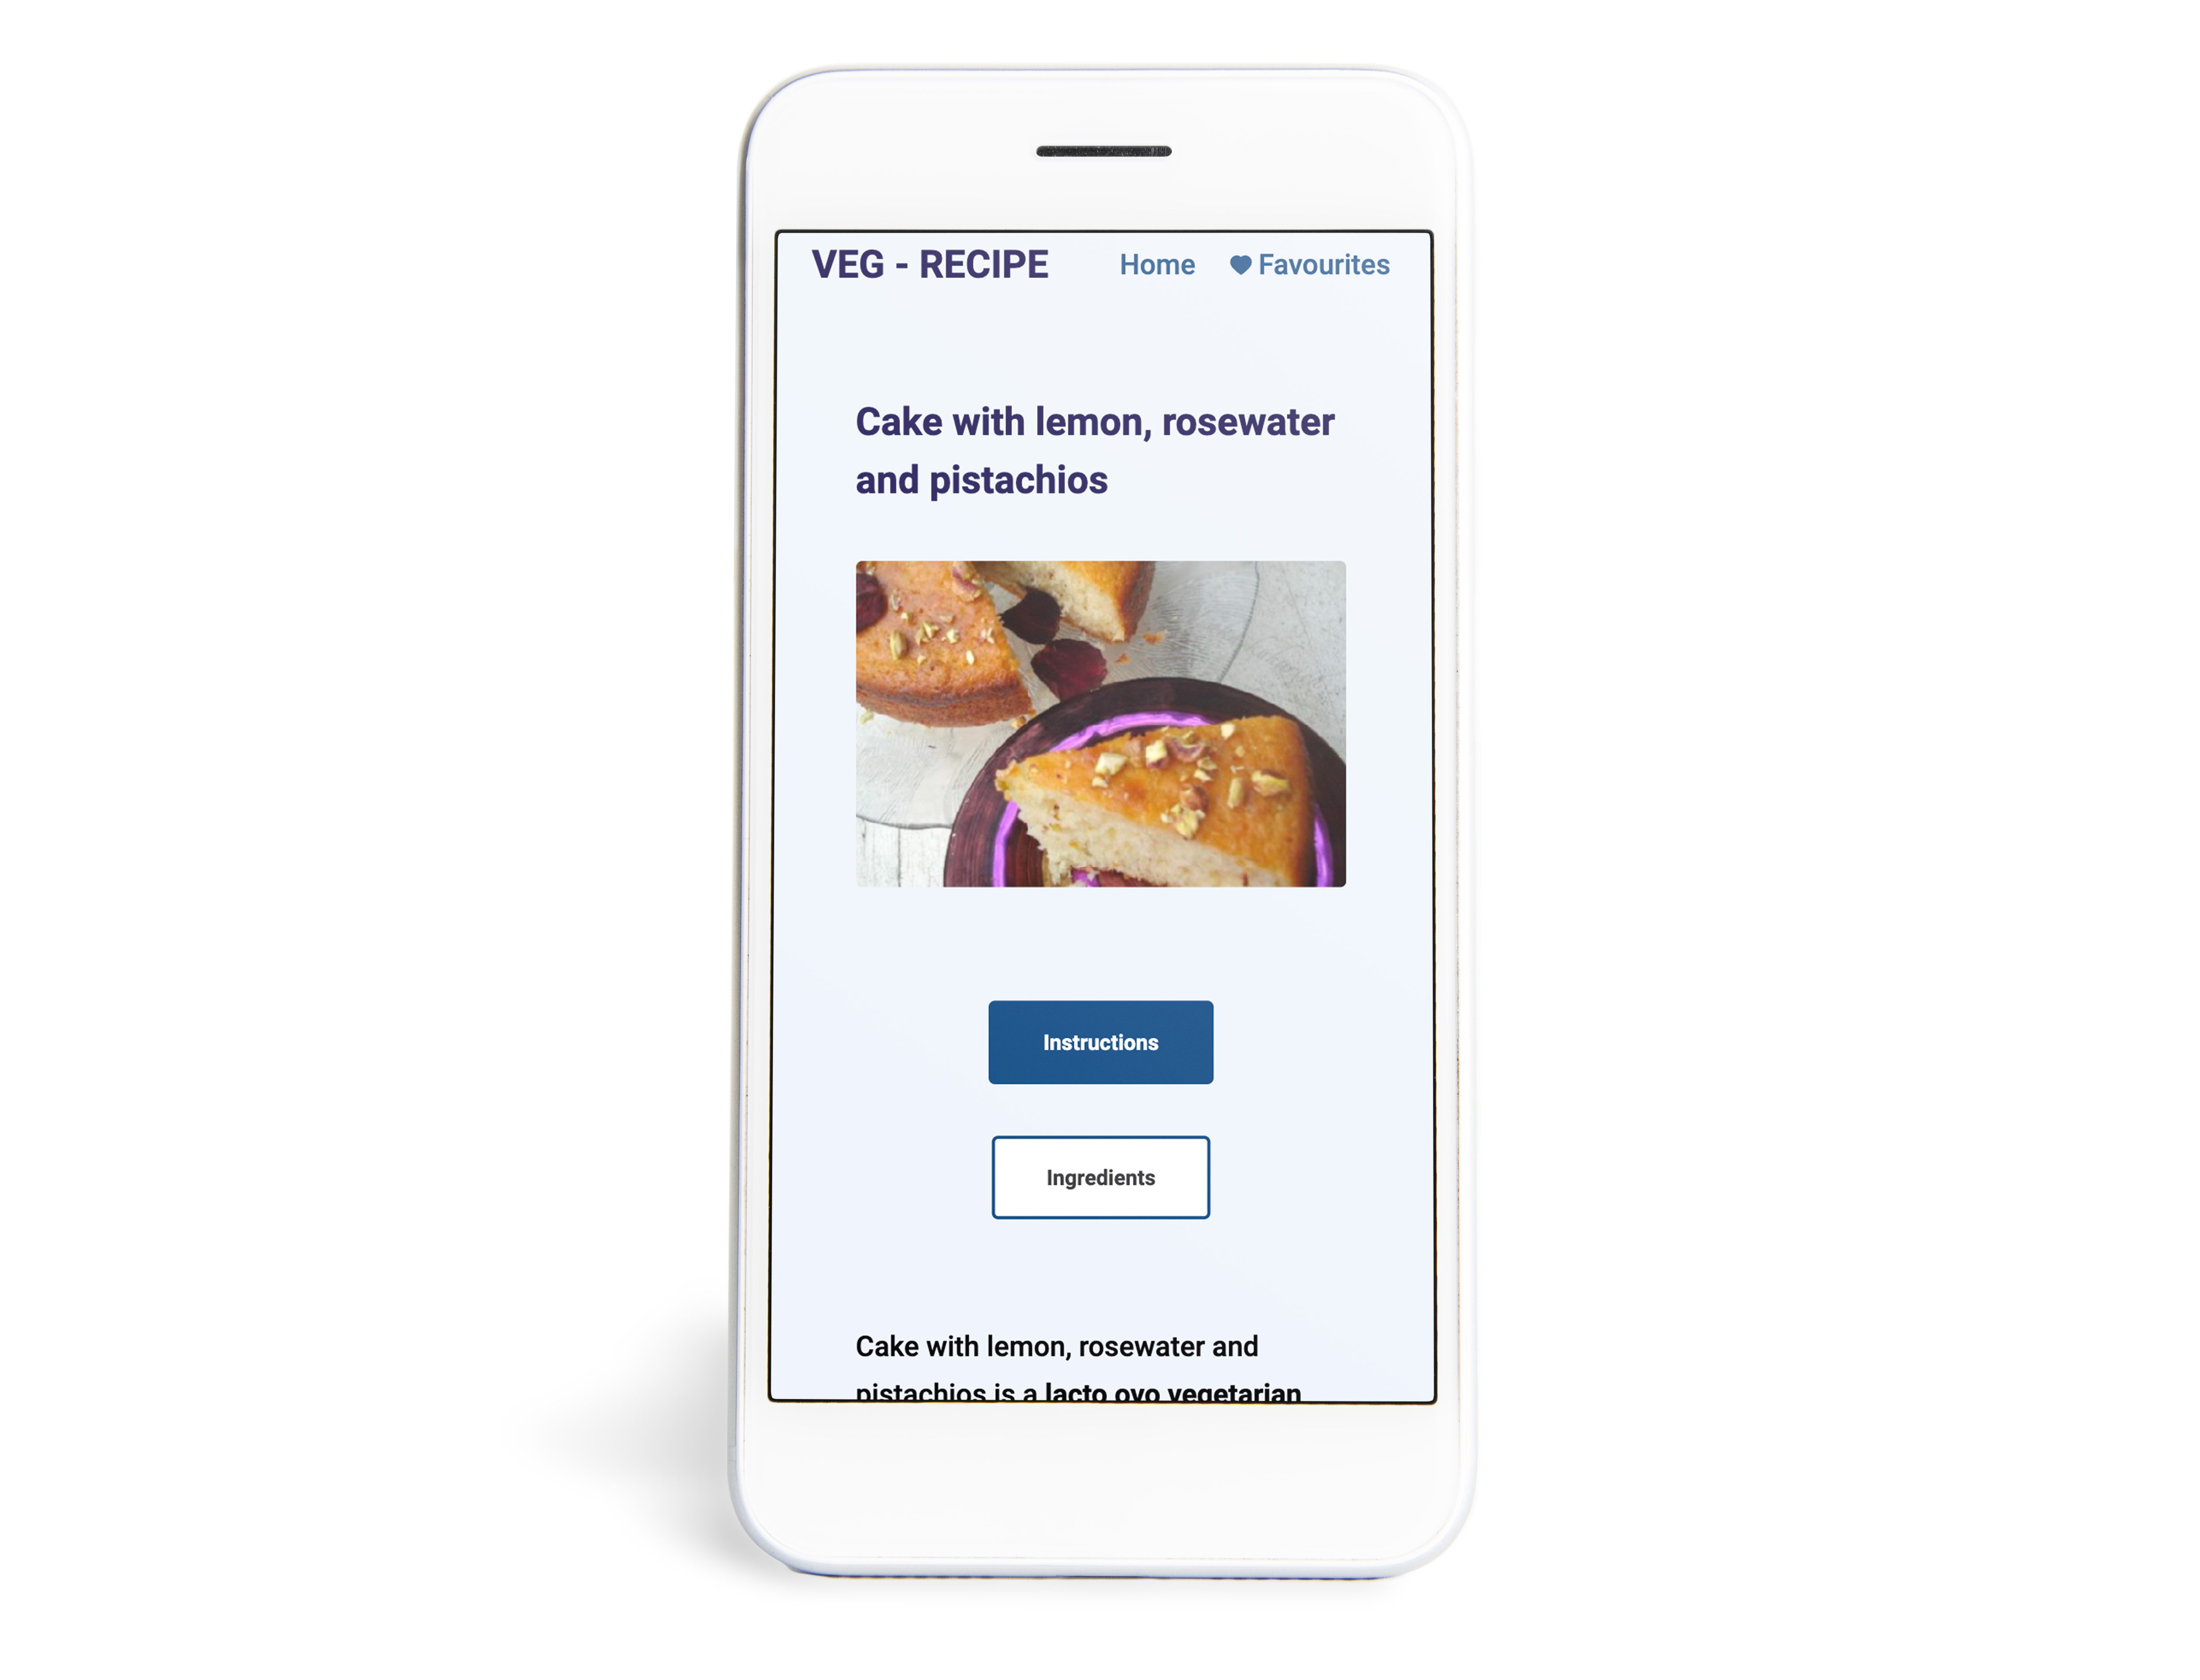 VEG - RECIPE Home Favourites
Cake with lemon, rosewater
and pistachios
Instructions
Ingredients
Cake with lemon, rosewater and
pistachios is a lacto ovo vegetarian